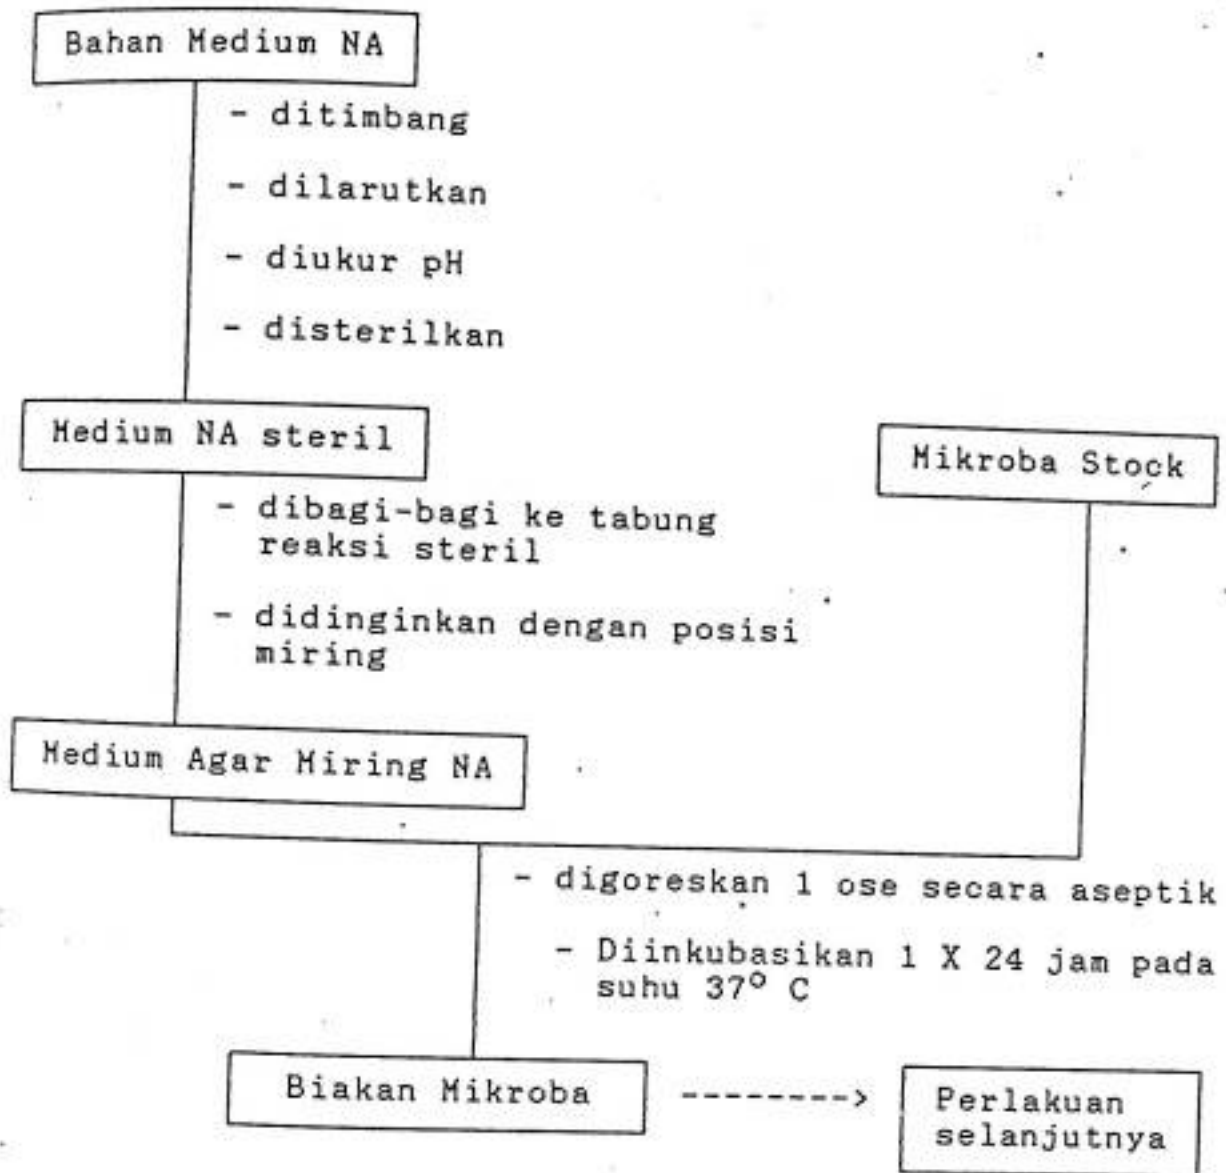 Bahan Medium NA
- ditimbang
- dilarutkan
- diukur pH
- disterilkan
Medium NA steril
Mikroba Stock
- dibagi-bagi ke tabung
reaksi steril
- didinginkan dengan posisi
miring
Medium Agar Miring NA
- digoreskan 1 ose secara aseptik
- Diinkubasikan 1 X 24 jam pada
suhu 37º C
Biakan Mikroba
-------->
Perlakuan
selanjutnya